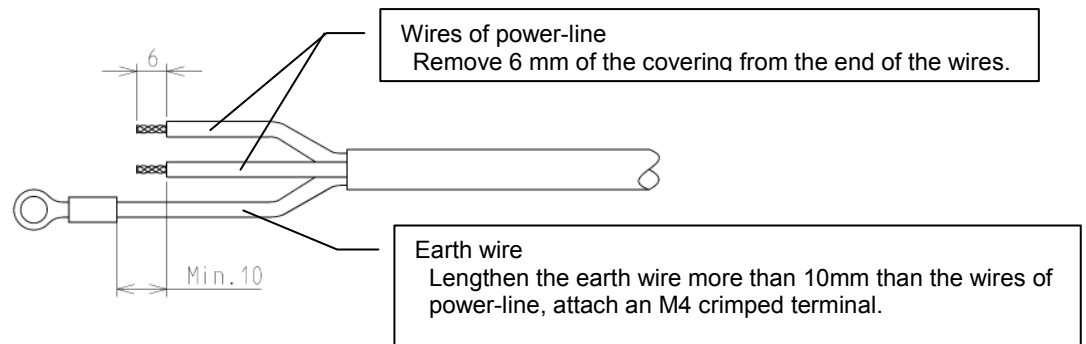 Wires of power-line
Remove 6 mm of the covering from the end of the wires.
6
Earth wire
Lengthen the earth wire more than 10mm than the wires of
power-line, attach an M4 crimped terminal.
Min.10